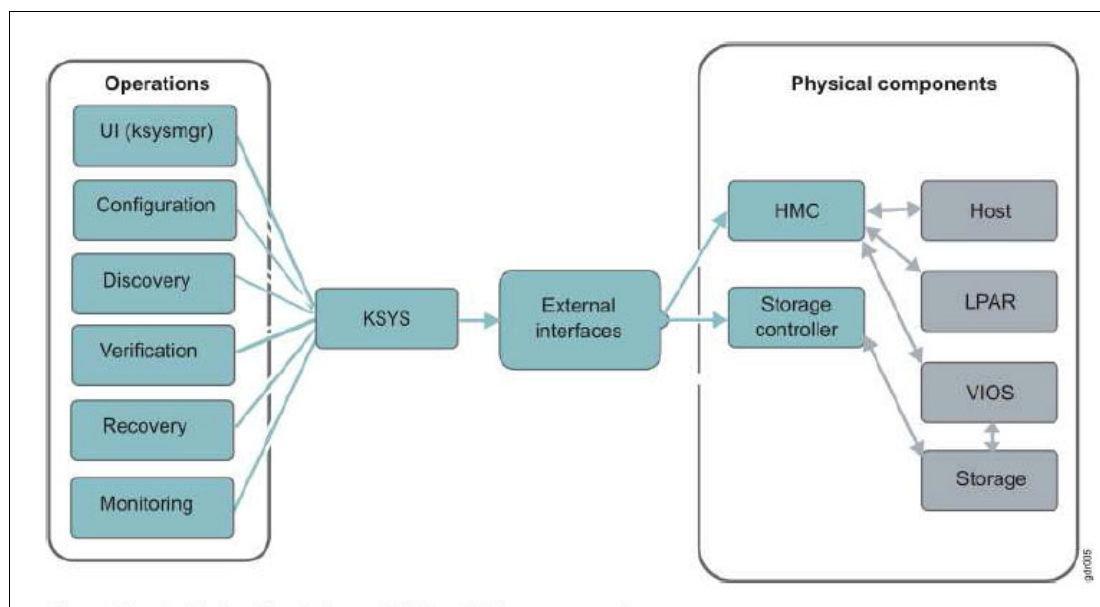 Operations
UI (ksysmgr)
Configuration
Discovery
Verification
Recovery
Monitoring
KSYS
External
interfaces
Physical components
HMC
Storage
controller
Host
LPAR
VIOS
Storage
gdr005